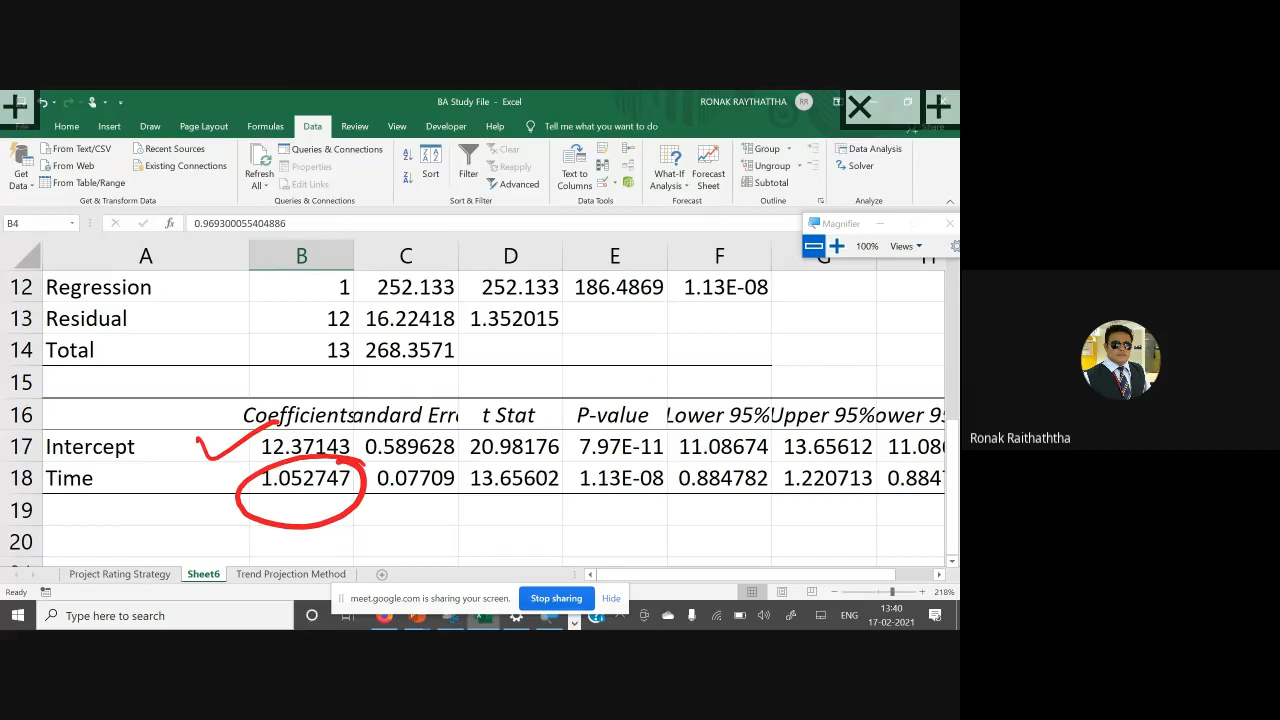 BA Study File - Excel
RONAK RAYTHATTHA RR
File Home Insert Draw Page Layout Formulas Data Review View Developer Help Tell me what you want to do Share
Get Data
From Text/CSV
From Web
From Table/Range
Recent Sources
Existing Connections
Refresh All
Queries & Connections
Properties
Edit Links
Sort
Filter
Clear
Reapply
Advanced
Text to Columns
What-If Analysis
Forecast Sheet
Group
Ungroup
Subtotal
Data Analysis
Solver
Get & Transform Data Queries & Connections Sort & Filter Data Tools Forecast Outline Analyze
B4 fx 0.969300055404886
Magnifier
100% Views
A B C D E F G H
12 Regression 1 252.133 252.133 186.4869 1.13E-08
13 Residual 12 16.22418 1.352015
14 Total 13 268.3571
15
16 Coefficients andard Erro t Stat P-value Lower 95% Upper 95% ower 95
17 Intercept 12.37143 0.589628 20.98176 7.97E-11 11.08674 13.65612 11.086
18 Time 1.052747 0.07709 13.65602 1.13E-08 0.884782 1.220713 0.8847
19
20
Project Rating Strategy Sheet6 Trend Projection Method
Ready 218%
meet.google.com is sharing your screen. Stop sharing Hide
Type here to search
ENG
13:40
17-02-2021
Ronak Raithaththa